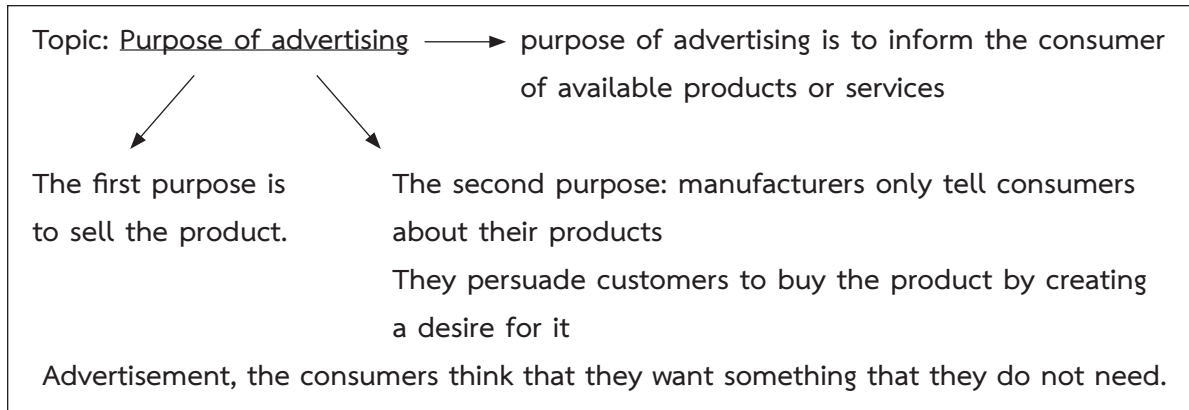 Topic: Purpose of advertising → purpose of advertising is to inform the consumer
of available products or services
The first purpose is
to sell the product.
The second purpose: manufacturers only tell consumers
about their products
They persuade customers to buy the product by creating
a desire for it
Advertisement, the consumers think that they want something that they do not need.